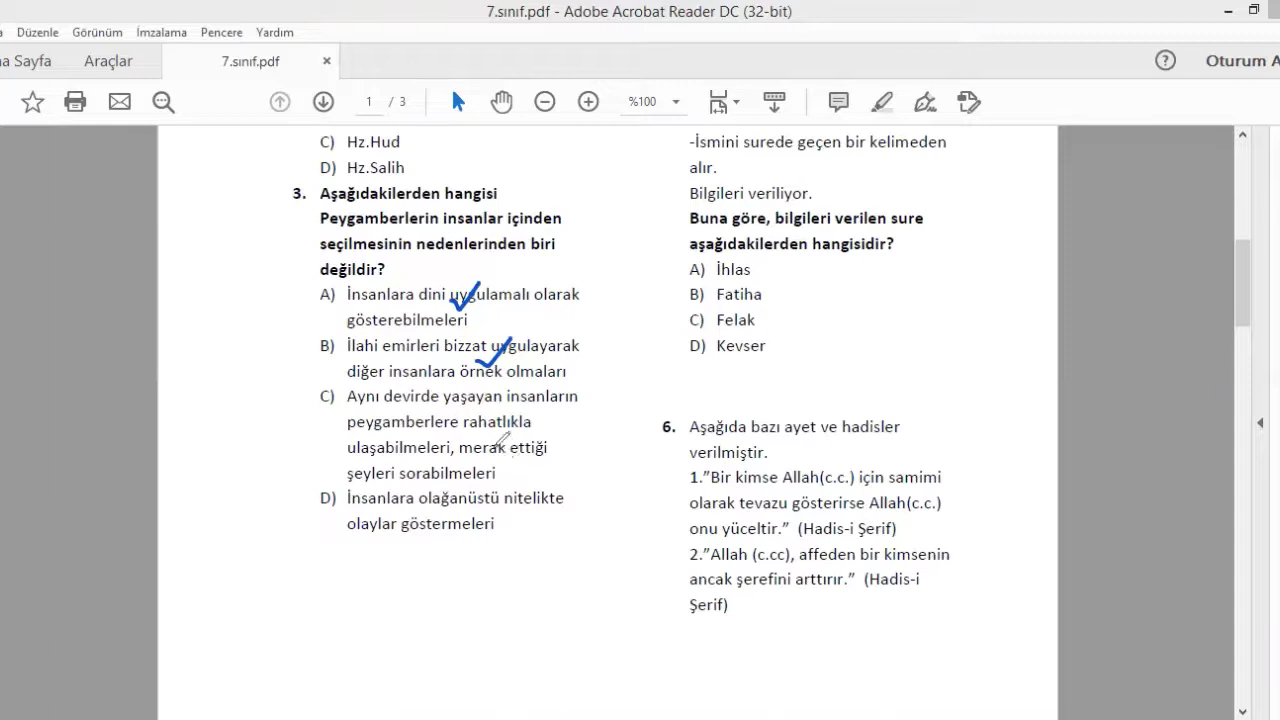 7.sınıf.pdf - Adobe Acrobat Reader DC (32-bit)
a Düzenle Görünüm İmzalama Pencere Yardım
na Sayfa Araçlar 7.sınıf.pdf × ? Oturum A
1 / 3 %100
C) Hz.Hud
D) Hz.Salih
3. Aşağıdakilerden hangisi
Peygamberlerin insanlar içinden
seçilmesinin nedenlerinden biri
değildir?
A) İnsanlara dini uygulamalı olarak
gösterebilmeleri
B) İlahi emirleri bizzat uygulayarak
diğer insanlara örnek olmaları
C) Aynı devirde yaşayan insanların
peygamberlere rahatlıkla
ulaşabilmeleri, merak ettiği
şeyleri sorabilmeleri
D) İnsanlara olağanüstü nitelikte
olaylar göstermeleri
-İsmini surede geçen bir kelimeden
alır.
Bilgileri veriliyor.
Buna göre, bilgileri verilen sure
aşağıdakilerden hangisidir?
A) İhlas
B) Fatiha
C) Felak
D) Kevser
6. Aşağıda bazı ayet ve hadisler
verilmiştir.
1.”Bir kimse Allah(c.c.) için samimi
olarak tevazu gösterirse Allah(c.c.)
onu yüceltir.” (Hadis-i Şerif)
2.”Allah (c.cc), affeden bir kimsenin
ancak şerefini arttırır.” (Hadis-i
Şerif)